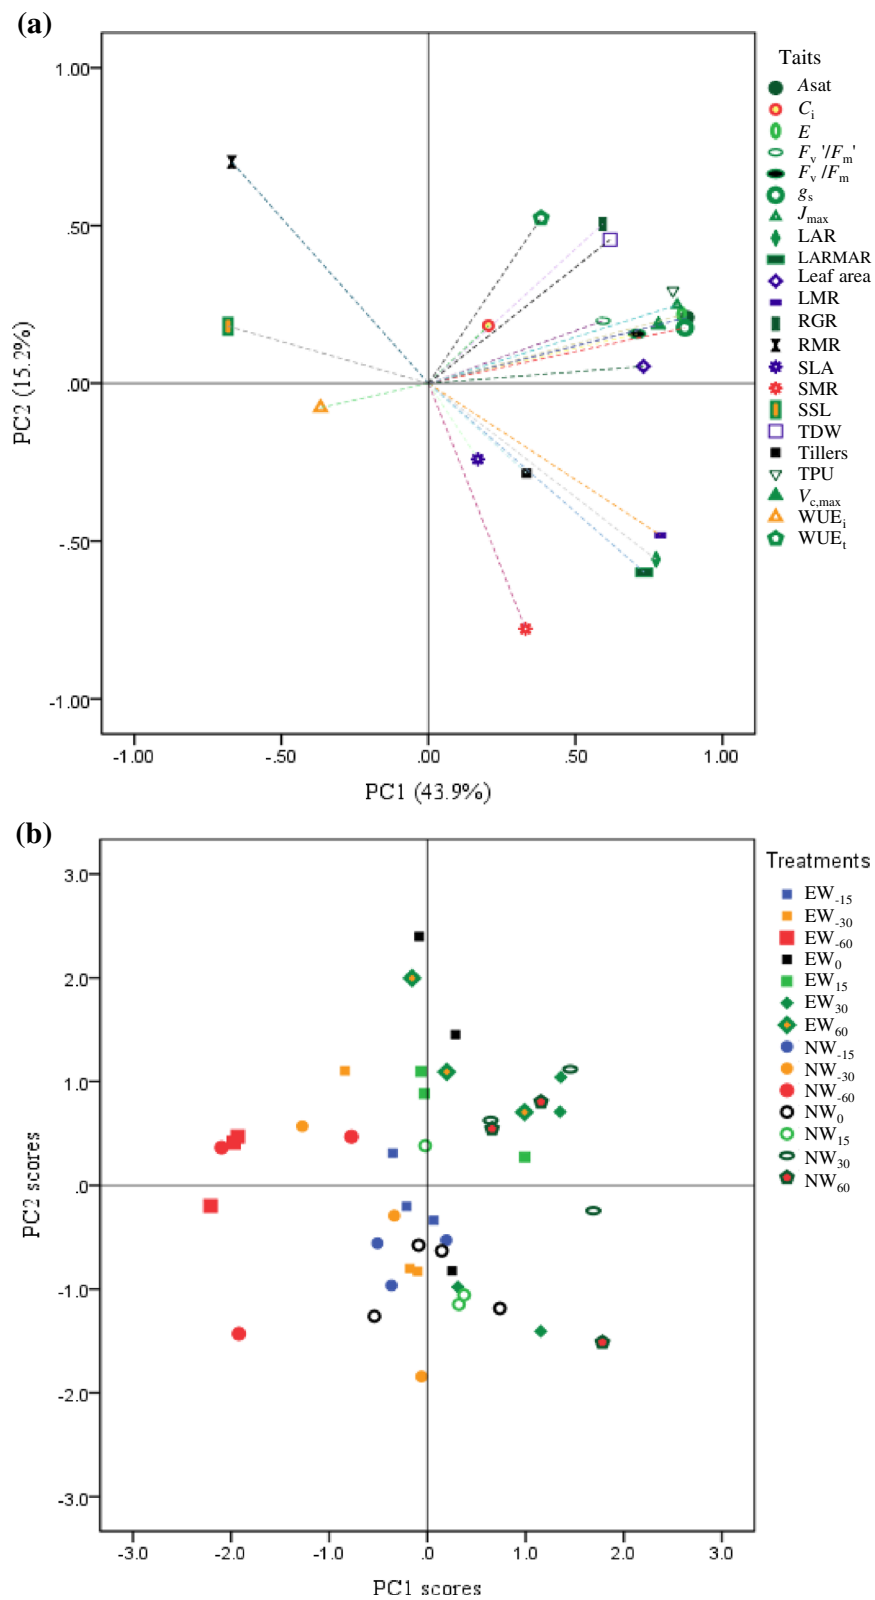 (a)
Taits
Asat
Ci
E
Fv'/Fm'
Fv/Fm
gs
Jmax
LAR
LARMAR
Leaf area
LMR
RGR
RMR
SLA
SMR
SSL
TDW
Tillers
TPU
Vc,max
WUEi
WUEt
1.00
.50
.00
-.50
-1.00
PC2 (15.2%)
-1.00 -.50 .00 .50 1.00
PC1 (43.9%)
(b)
Treatments
EW-15
EW-30
EW-60
EW0
EW15
EW30
EW60
NW-15
NW-30
NW-60
NW0
NW15
NW30
NW60
3.0
2.0
1.0
.0
-1.0
-2.0
-3.0
PC2 scores
-3.0 -2.0 -1.0 .0 1.0 2.0 3.0
PC1 scores